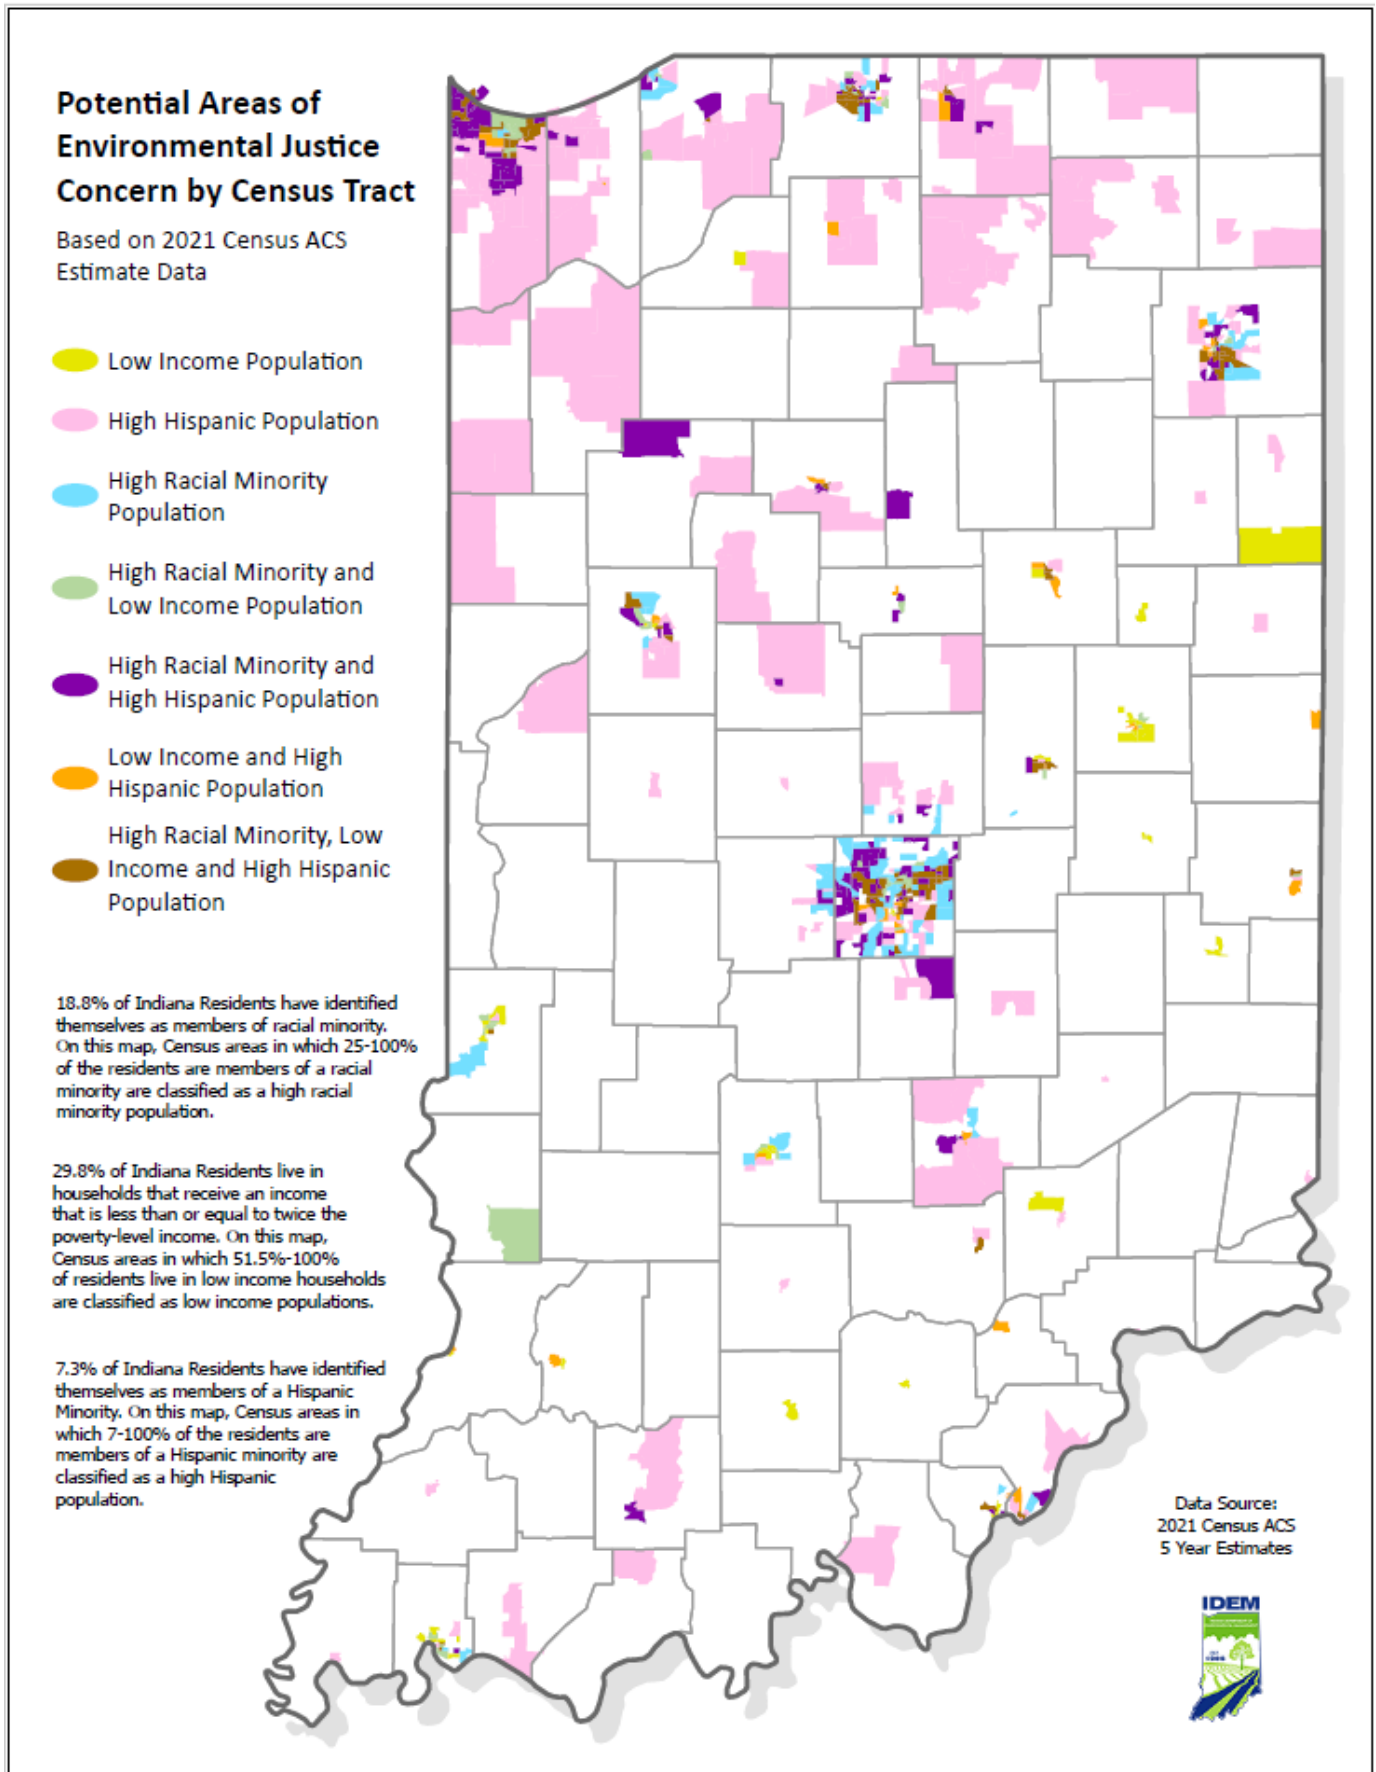 Potential Areas of
Environmental Justice
Concern by Census Tract
Based on 2021 Census ACS
Estimate Data
Low Income Population
High Hispanic Population
High Racial Minority
Population
High Racial Minority and
Low Income Population
High Racial Minority and
High Hispanic Population
Low Income and High
Hispanic Population
High Racial Minority, Low
Income and High Hispanic
Population
18.8% of Indiana Residents have identified
themselves as members of racial minority.
On this map, Census areas in which 25-100%
of the residents are members of a racial
minority are classified as a high racial
minority population.
29.8% of Indiana Residents live in
households that receive an income
that is less than or equal to twice the
poverty-level income. On this map,
Census areas in which 51.5%-100%
of residents live in low income households
are classified as low income populations.
7.3% of Indiana Residents have identified
themselves as members of a Hispanic
Minority. On this map, Census areas in
which 7-100% of the residents are
members of a Hispanic minority are
classified as a high Hispanic
population.
Data Source:
2021 Census ACS
5 Year Estimates
IDEM